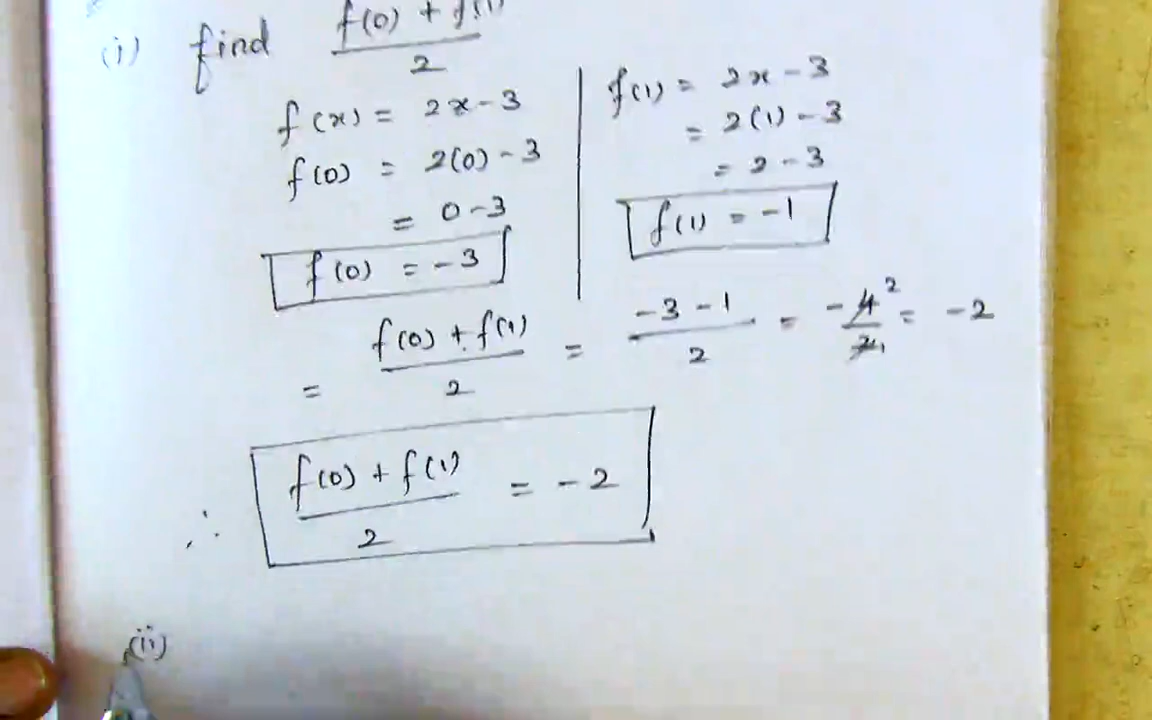 (i) find f(0) + f(1) / 2
f(x) = 2x - 3
f(0) = 2(0) - 3
= 0 - 3
f(0) = -3
f(1) = 2x - 3
= 2(1) - 3
= 2 - 3
f(1) = -1
= f(0) + f(1) / 2 = -3 - 1 / 2 = -4 2 / 2 1 = -2
∴ f(0) + f(1) / 2 = -2
(ii)